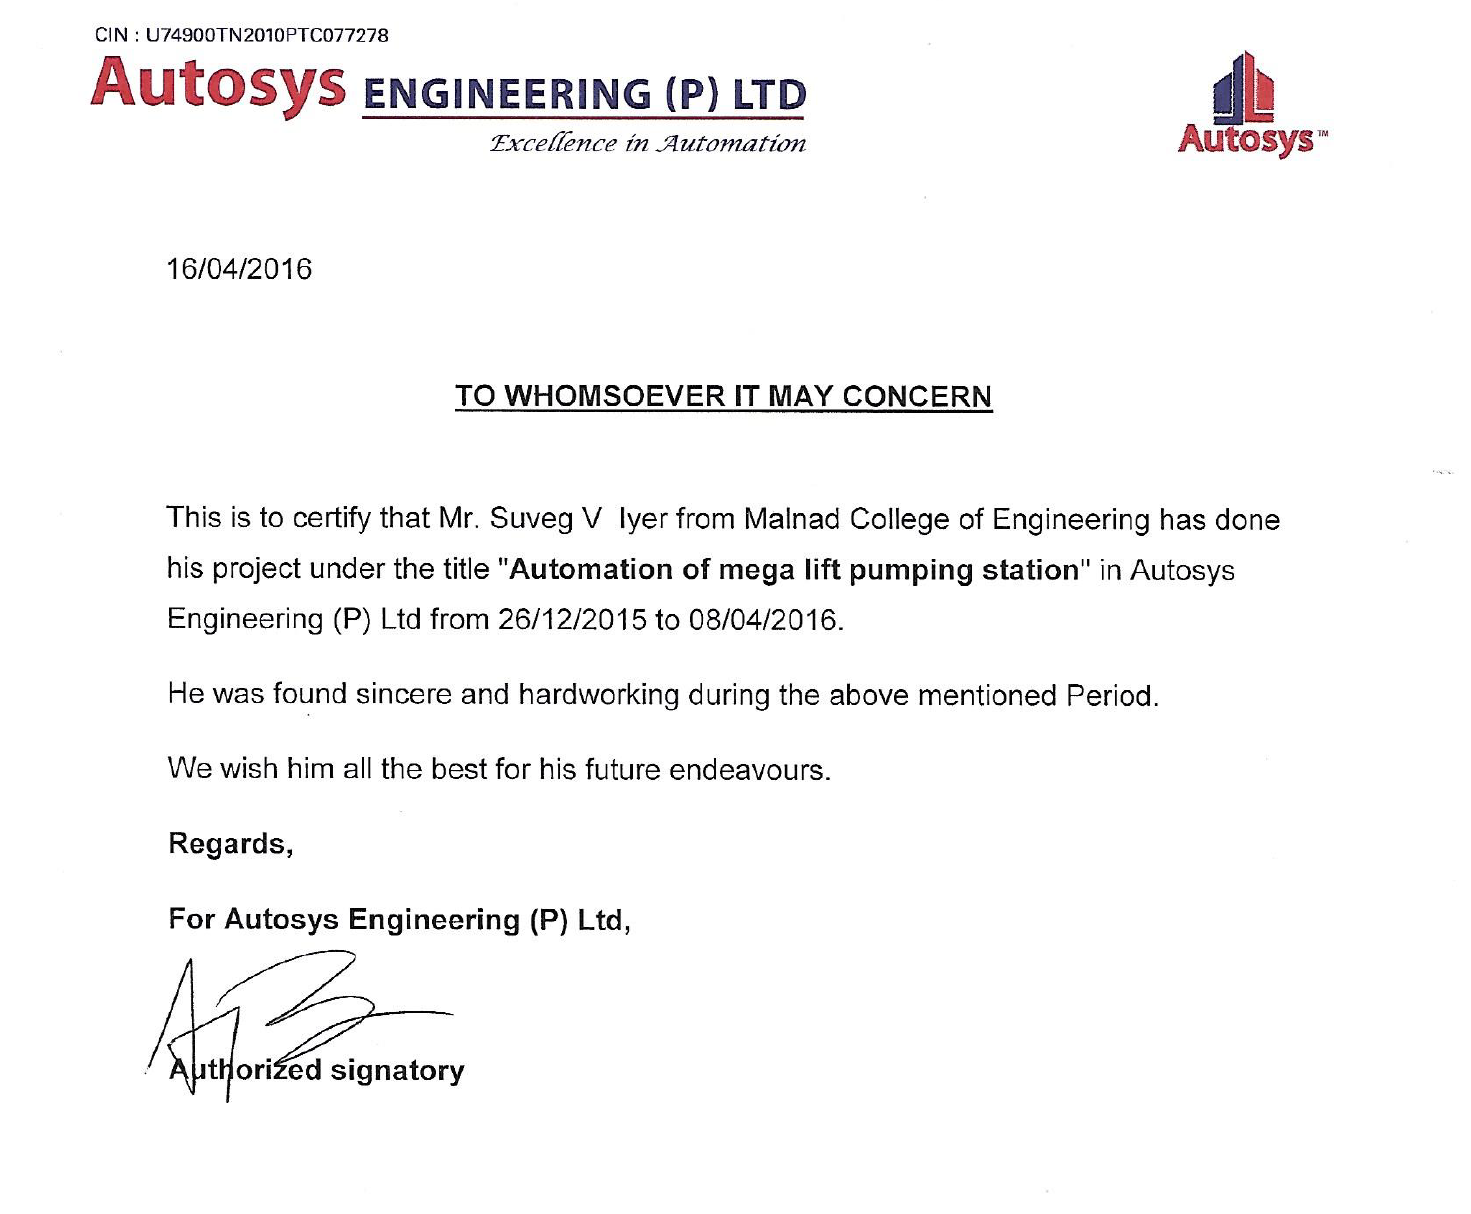 CIN : U74900TN2010PTC077278
Autosys ENGINEERING (P) LTD
Excellence in Automation
Autosys™
16/04/2016
TO WHOMSOEVER IT MAY CONCERN
This is to certify that Mr. Suveg V  Iyer from Malnad College of Engineering has done
his project under the title "Automation of mega lift pumping station" in Autosys
Engineering (P) Ltd from 26/12/2015 to 08/04/2016.
He was found sincere and hardworking during the above mentioned Period.
We wish him all the best for his future endeavours.
Regards,
For Autosys Engineering (P) Ltd,
Authorized signatory